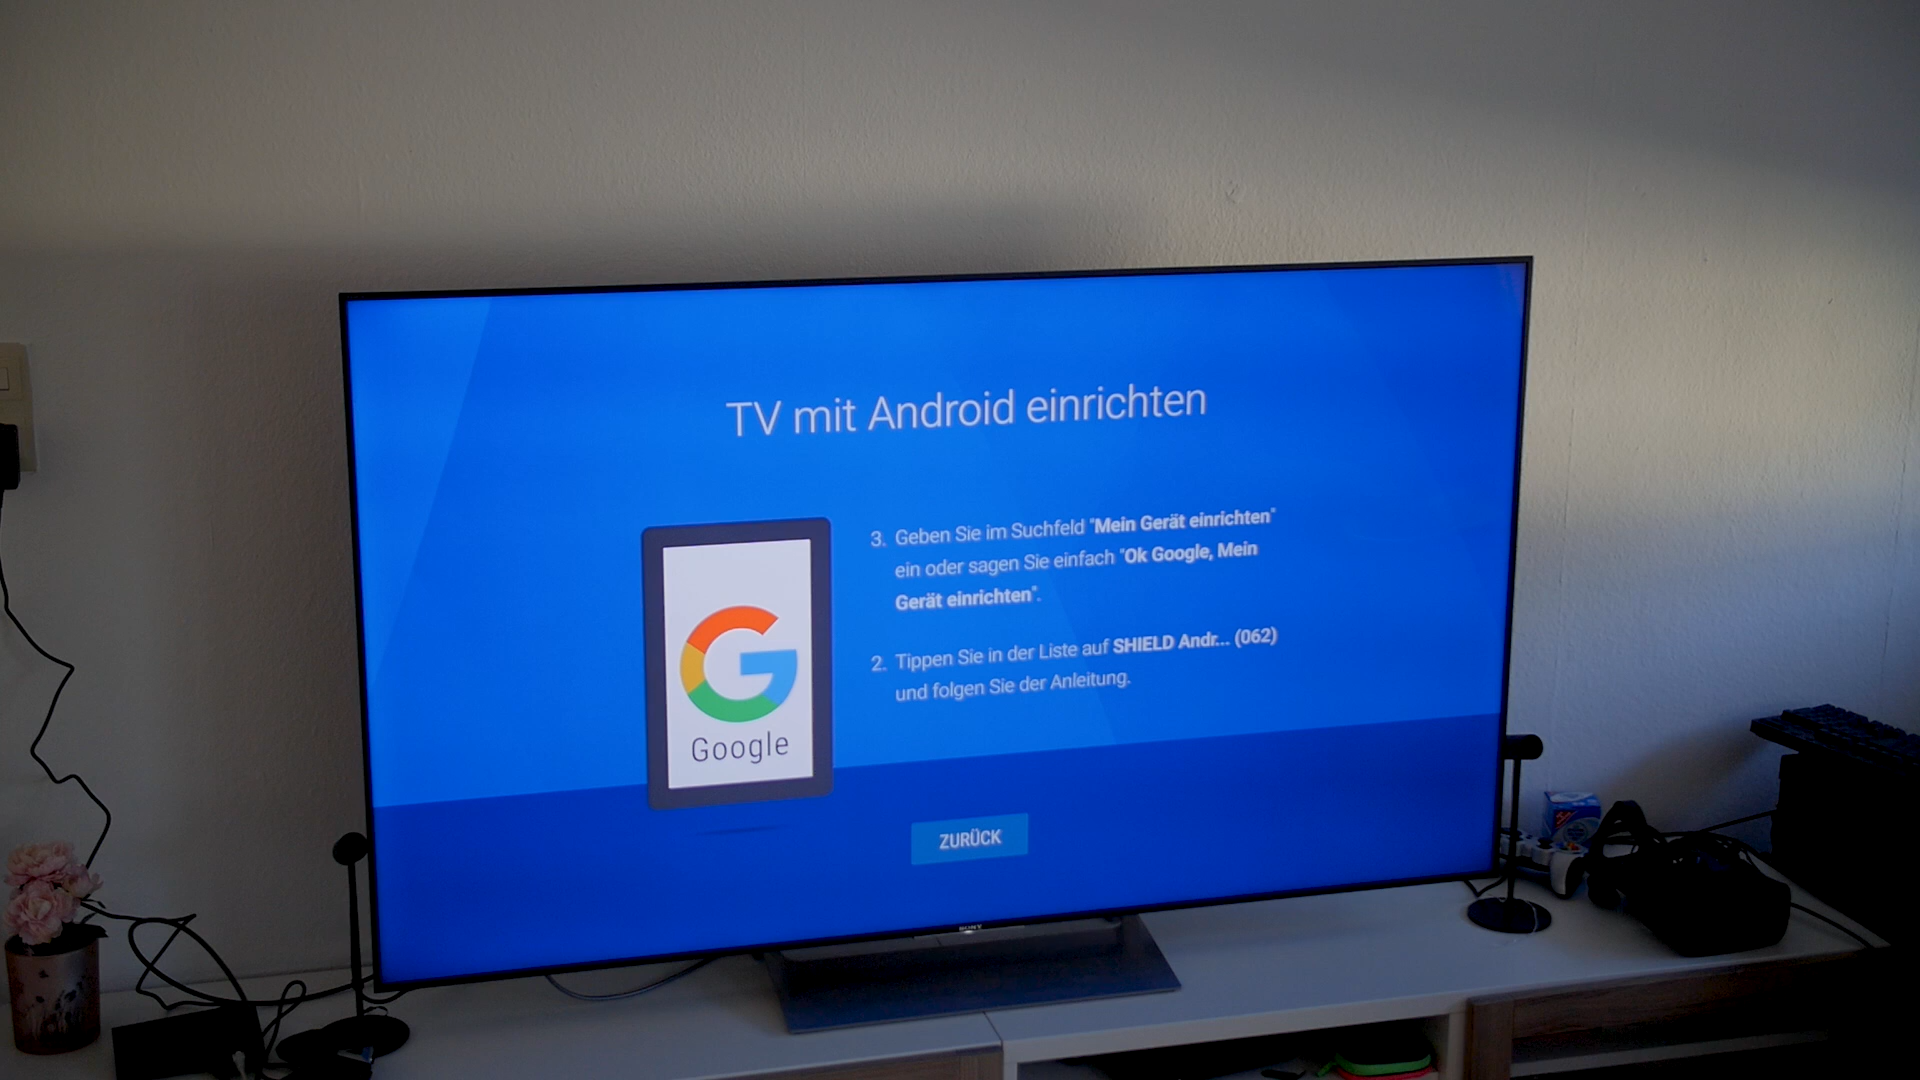 TV mit Android einrichten
3. Geben Sie im Suchfeld "Mein Gerät einrichten"
ein oder sagen Sie einfach "Ok Google, Mein
Gerät einrichten".
2. Tippen Sie in der Liste auf SHIELD Andr... (062)
und folgen Sie der Anleitung.
Google
ZURÜCK
SONY